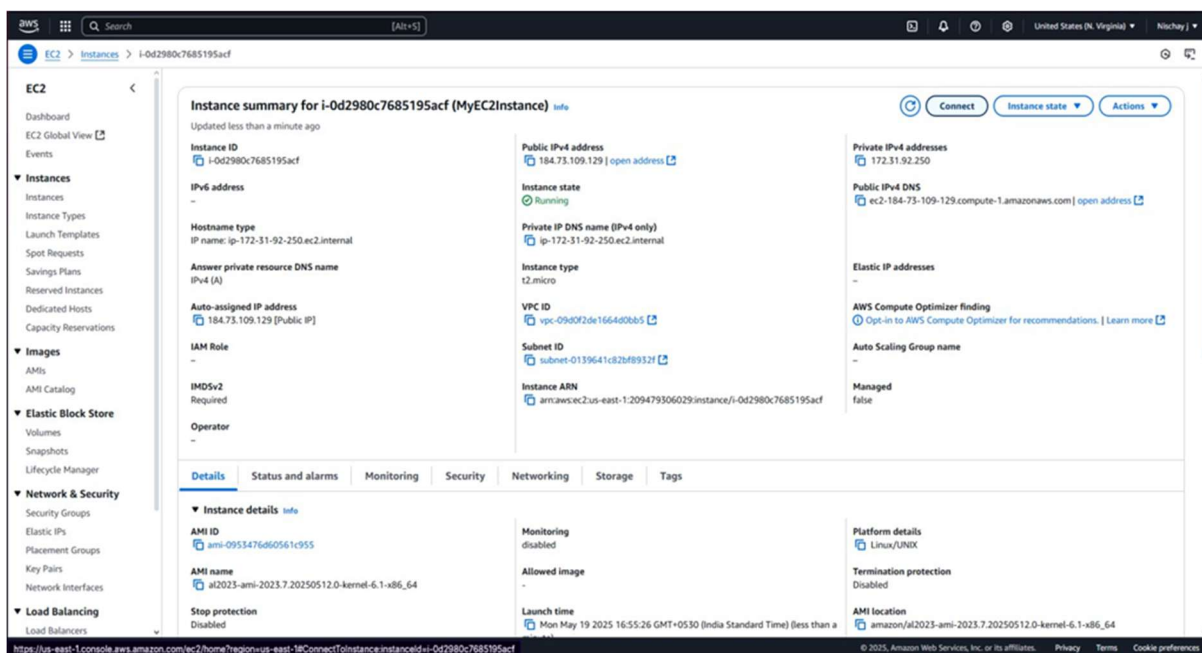 aws
Search [Alt+S]
United States (N. Virginia) ▼ Nischay j ▼
EC2 > Instances > i-0d2980c7685195acf
EC2
Dashboard
EC2 Global View
Events
▼ Instances
Instances
Instance Types
Launch Templates
Spot Requests
Savings Plans
Reserved Instances
Dedicated Hosts
Capacity Reservations
▼ Images
AMIs
AMI Catalog
▼ Elastic Block Store
Volumes
Snapshots
Lifecycle Manager
▼ Network & Security
Security Groups
Elastic IPs
Placement Groups
Key Pairs
Network Interfaces
▼ Load Balancing
Load Balancers
Instance summary for i-0d2980c7685195acf (MyEC2Instance) Info
Connect
Instance state ▼
Actions ▼
Updated less than a minute ago
Instance ID
i-0d2980c7685195acf
Public IPv4 address
184.73.109.129 | open address
Private IPv4 addresses
172.31.92.250
IPv6 address
–
Instance state
Running
Public IPv4 DNS
ec2-184-73-109-129.compute-1.amazonaws.com | open address
Hostname type
IP name: ip-172-31-92-250.ec2.internal
Private IP DNS name (IPv4 only)
ip-172-31-92-250.ec2.internal
Answer private resource DNS name
IPv4 (A)
Instance type
t2.micro
Elastic IP addresses
–
Auto-assigned IP address
184.73.109.129 [Public IP]
VPC ID
vpc-09d0f2de1664d0bb5
AWS Compute Optimizer finding
Opt-in to AWS Compute Optimizer for recommendations. | Learn more
IAM Role
–
Subnet ID
subnet-0139641c82bf8932f
Auto Scaling Group name
–
IMDSv2
Required
Instance ARN
arn:aws:ec2:us-east-1:209479306029:instance/i-0d2980c7685195acf
Managed
false
Operator
–
Details Status and alarms Monitoring Security Networking Storage Tags
▼ Instance details Info
AMI ID
ami-0953476d60561c955
Monitoring
disabled
Platform details
Linux/UNIX
AMI name
al2023-ami-2023.7.20250512.0-kernel-6.1-x86_64
Allowed image
-
Termination protection
Disabled
Stop protection
Disabled
Launch time
Mon May 19 2025 16:55:26 GMT+0530 (India Standard Time) (less than a
AMI location
amazon/al2023-ami-2023.7.20250512.0-kernel-6.1-x86_64
https://us-east-1.console.aws.amazon.com/ec2/home?region=us-east-1#ConnectToInstance:instanceId=i-0d2980c7685195acf
© 2025, Amazon Web Services, Inc. or its affiliates. Privacy Terms Cookie preferences